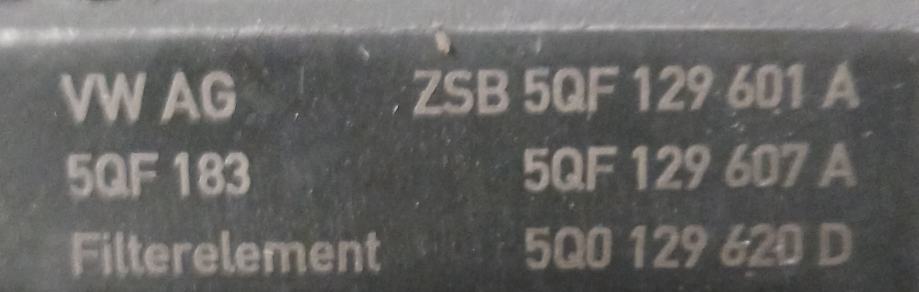 VW AG ZSB 5QF 129 601 A
5QF 183 5QF 129 607 A
Filterelement 5Q0 129 620 D